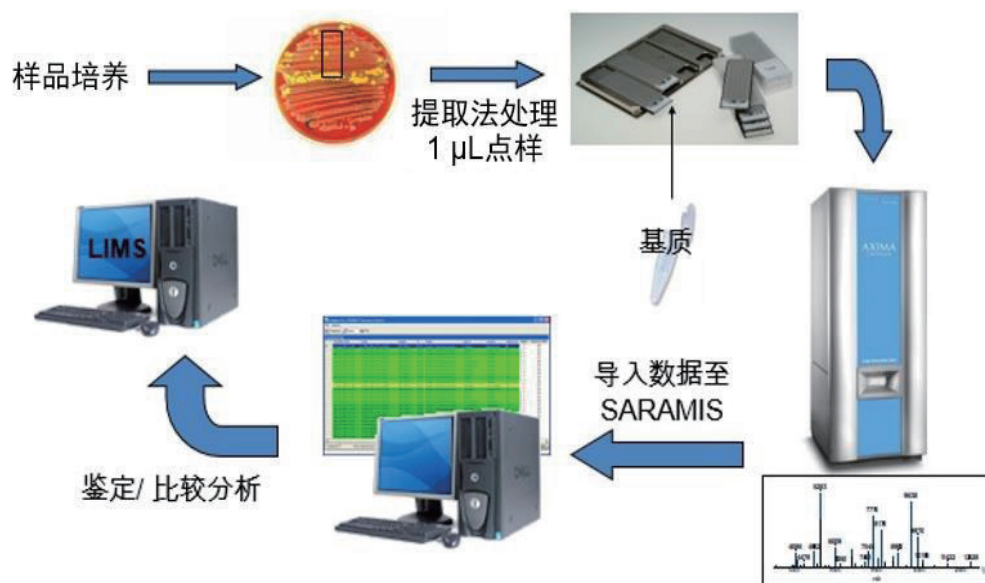 样品培养
提取法处理
1 µL点样
基质
AXIMA
LIMS
导入数据至
SARAMIS
鉴定/ 比较分析